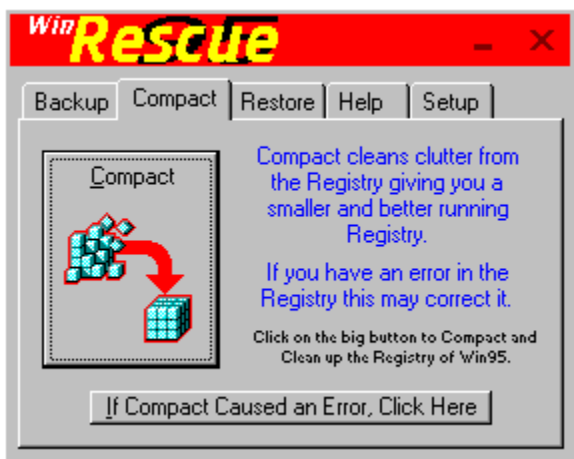 WinRescue 95
Backup Compact Restore Help Setup
Compact
Compact cleans clutter from
the Registry giving you a
smaller and better running
Registry.
If you have an error in the
Registry this may correct it.
Click on the big button to Compact and
Clean up the Registry of Win95.
If Compact Caused an Error, Click Here